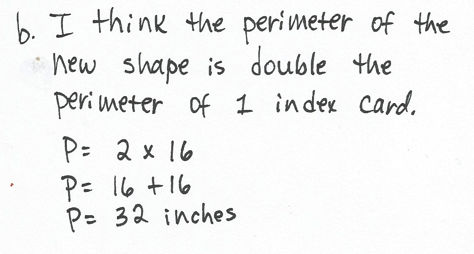 b. I think the perimeter of the
new shape is double the
perimeter of 1 index card.
P= 2 x 16
P= 16 +16
P= 32 inches